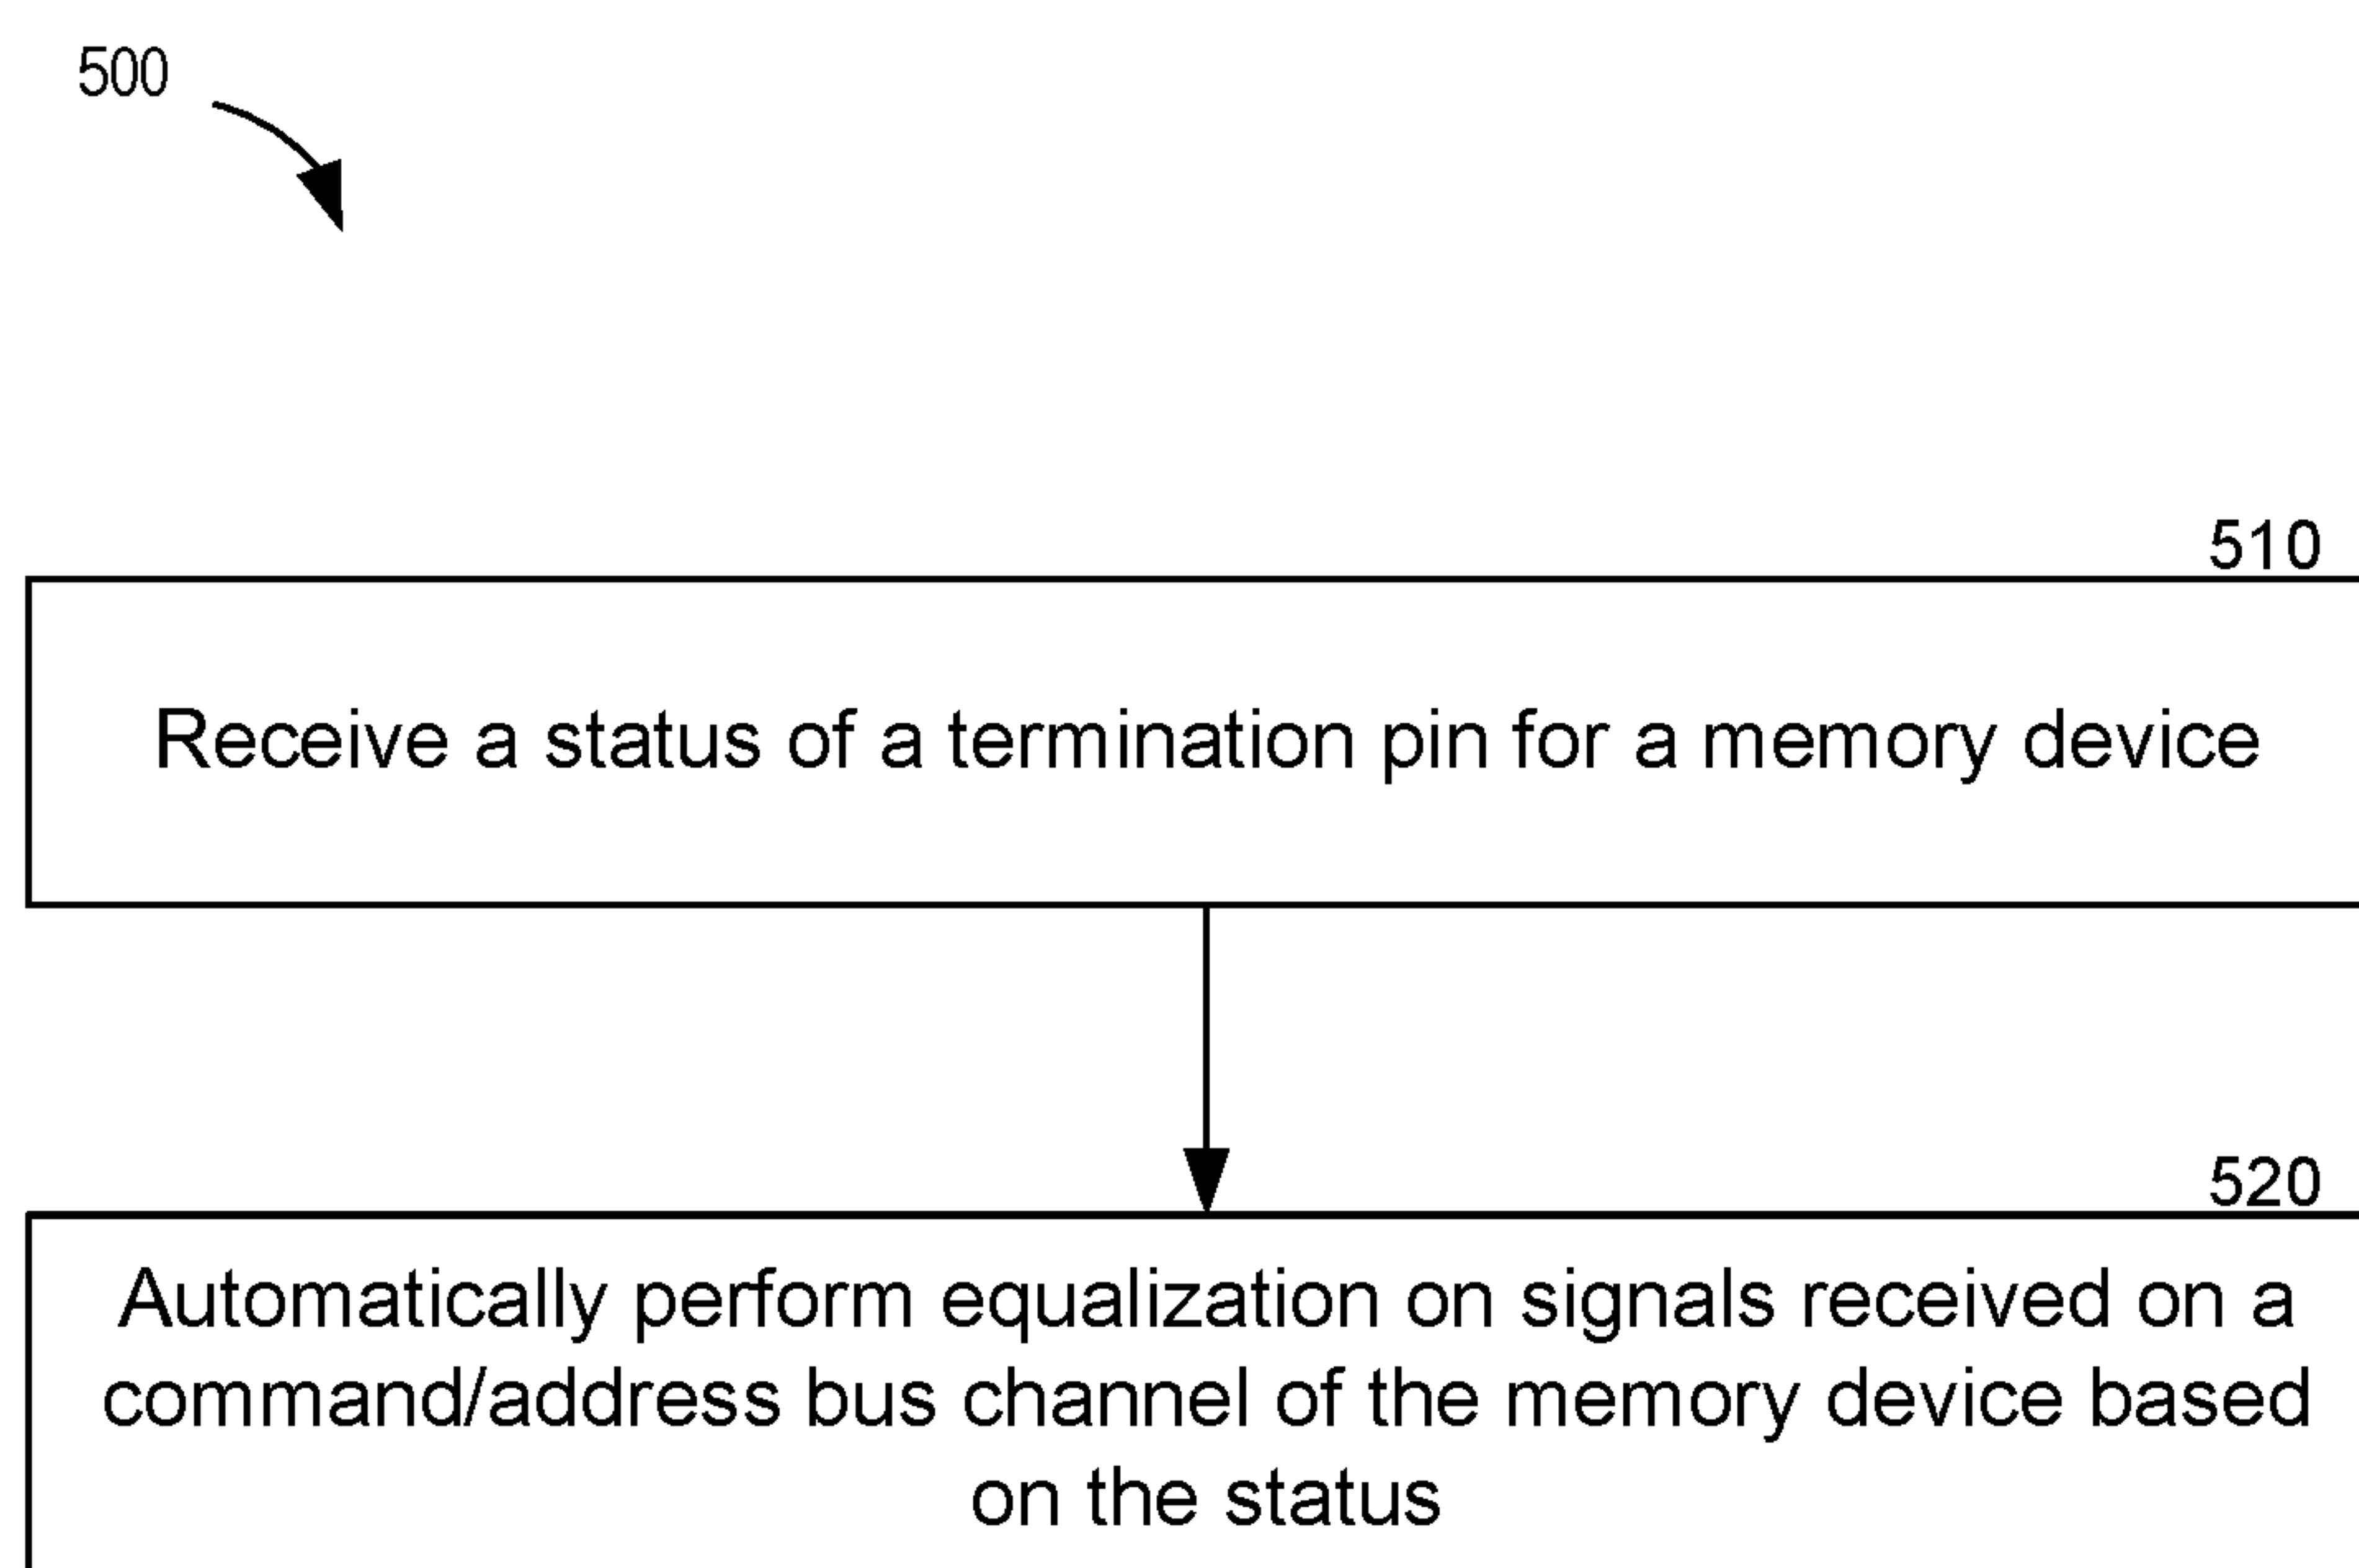 500
510
Receive a status of a termination pin for a memory device
520
Automatically perform equalization on signals received on a
command/address bus channel of the memory device based
on the status